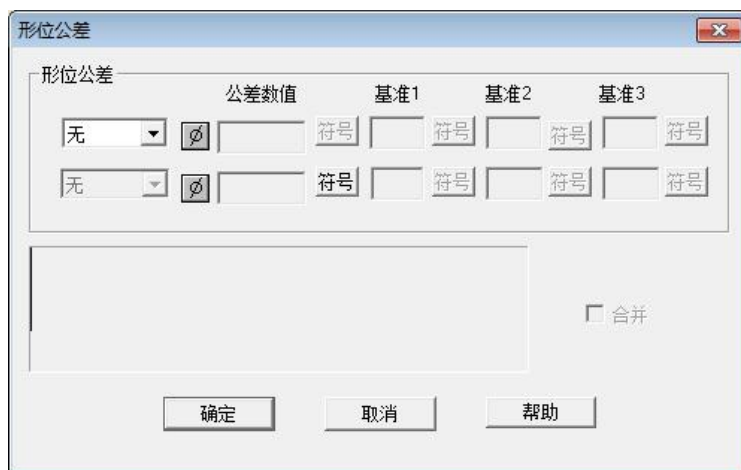 形位公差
形位公差
公差数值 基准1 基准2 基准3
无 ϕ 符号 符号 符号 符号
无 ϕ 符号 符号 符号 符号
合并
确定 取消 帮助